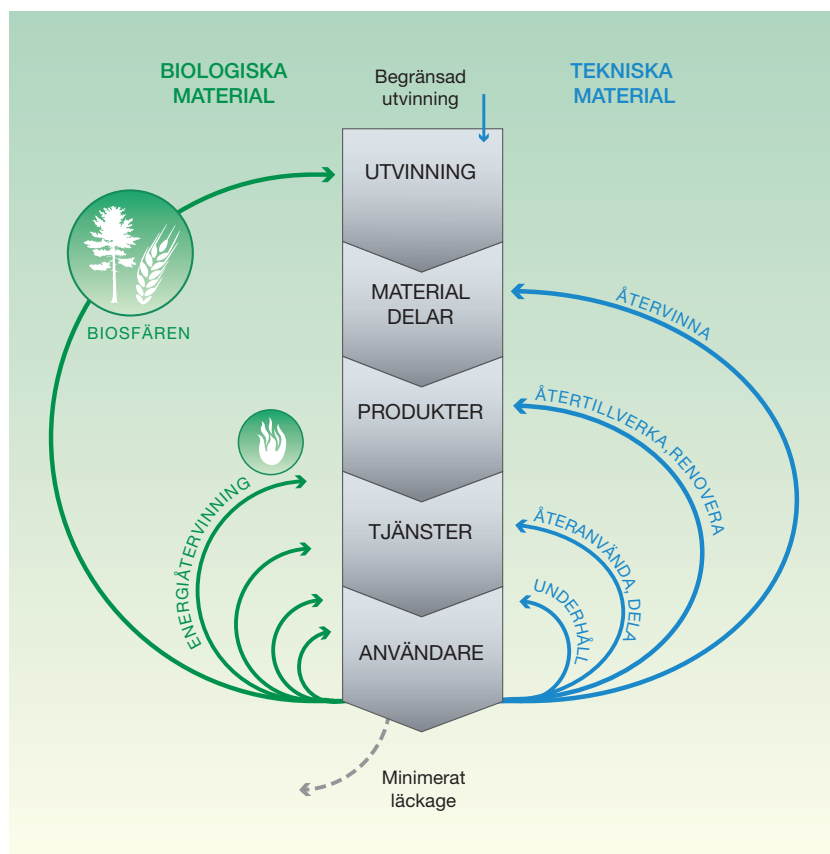 BIOLOGISKA
MATERIAL
Begränsad
utvinning
TEKNISKA
MATERIAL
UTVINNING
MATERIAL
DELAR
ÅTERVINNA
BIOSFÄREN
PRODUKTER
ÅTERTILLVERKA, RENOVERA
ENERGIÅTERVINNING
TJÄNSTER
ÅTERANVÄNDA, DELA
UNDERHÅLL
ANVÄNDARE
Minimerat
läckage